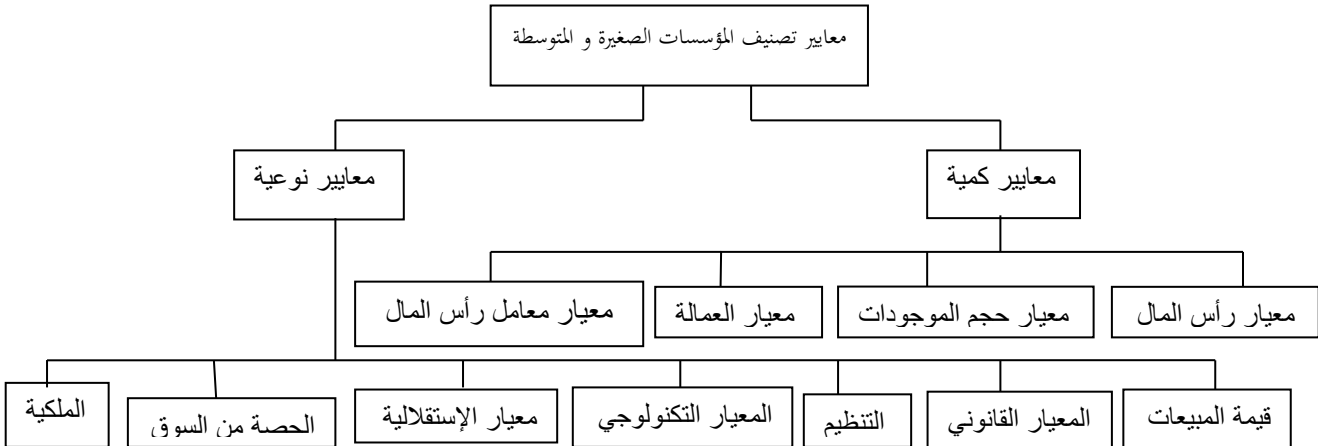 معايير تصنيف المؤسسات الصغيرة و المتوسطة
معايير كمية
معايير نوعية
معيار رأس المال
معيار حجم الموجودات
معيار العمالة
معيار معامل رأس المال
قيمة المبيعات
المعيار القانوني
التنظيم
المعيار التكنولوجي
معيار الإستقلالية
الحصة من السوق
الملكية